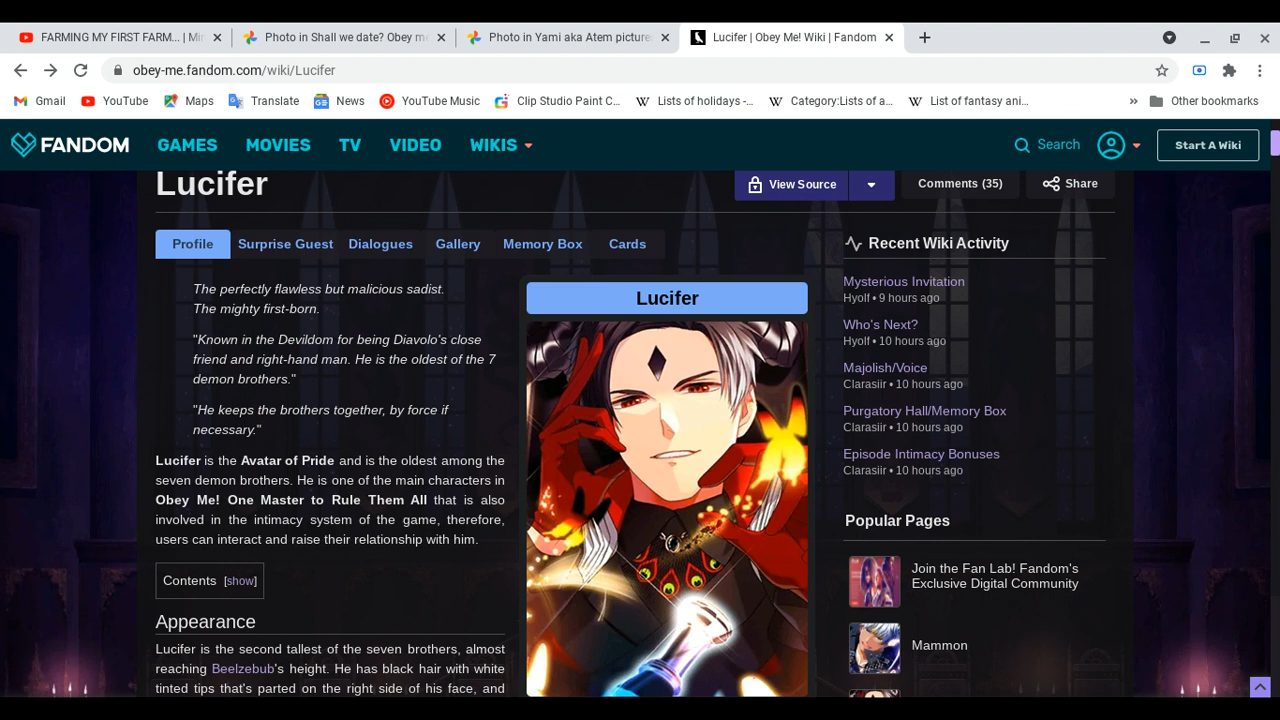 FARMING MY FIRST FARM... | Mi
Photo in Shall we date? Obey me
Photo in Yami aka Atem pictures
Lucifer | Obey Me! Wiki | Fandom
obey-me.fandom.com/wiki/Lucifer
Gmail
YouTube
Maps
Translate
News
YouTube Music
Clip Studio Paint C...
Lists of holidays -...
Category:Lists of a...
List of fantasy ani...
» Other bookmarks
FANDOM
GAMES MOVIES TV VIDEO WIKIS
Search
Start A Wiki
Lucifer
View Source
Comments (35)
Share
Profile Surprise Guest Dialogues Gallery Memory Box Cards
The perfectly flawless but malicious sadist.
The mighty first-born.
"Known in the Devildom for being Diavolo's close
friend and right-hand man. He is the oldest of the 7
demon brothers."
"He keeps the brothers together, by force if
necessary."
Lucifer is the Avatar of Pride and is the oldest among the
seven demon brothers. He is one of the main characters in
Obey Me! One Master to Rule Them All that is also
involved in the intimacy system of the game, therefore,
users can interact and raise their relationship with him.
Contents [show]
Appearance
Lucifer is the second tallest of the seven brothers, almost
reaching Beelzebub's height. He has black hair with white
tinted tips that's parted on the right side of his face, and
Lucifer
Recent Wiki Activity
Mysterious Invitation
Hyolf • 9 hours ago
Who's Next?
Hyolf • 10 hours ago
Majolish/Voice
Clarasiir • 10 hours ago
Purgatory Hall/Memory Box
Clarasiir • 10 hours ago
Episode Intimacy Bonuses
Clarasiir • 10 hours ago
Popular Pages
Join the Fan Lab! Fandom's
Exclusive Digital Community
Mammon